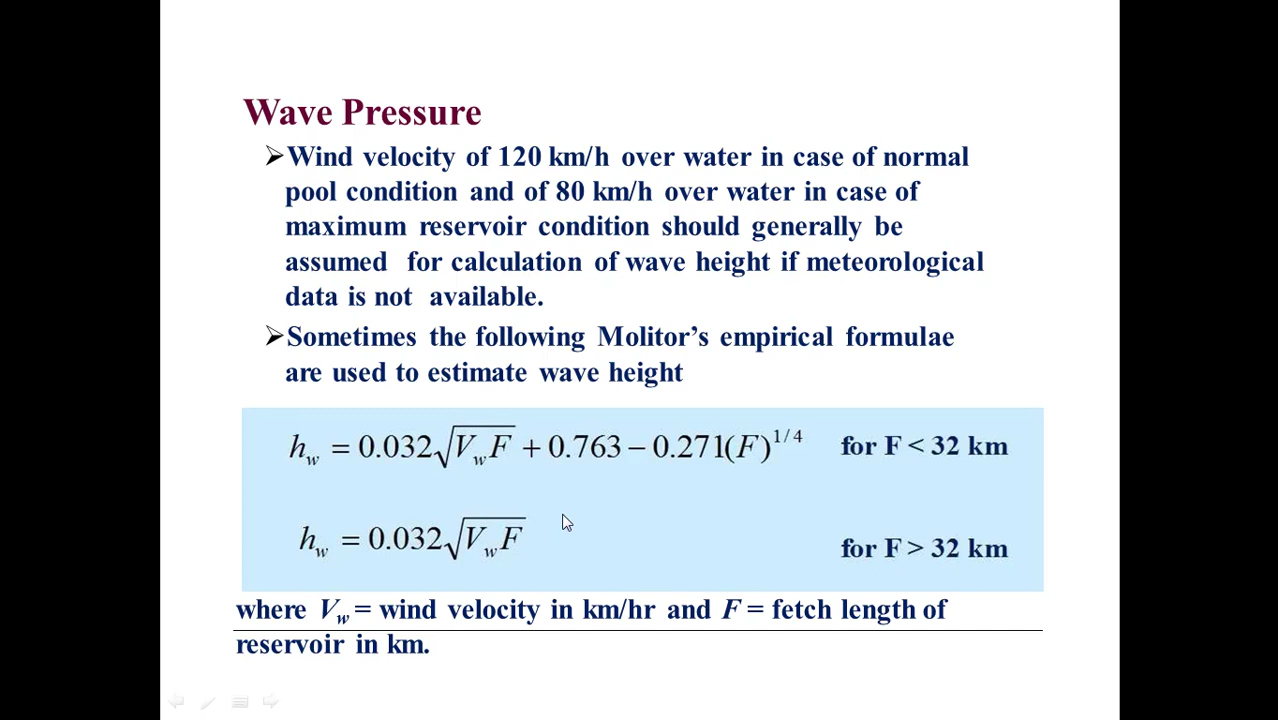 Wave Pressure
➢Wind velocity of 120 km/h over water in case of normal
pool condition and of 80 km/h over water in case of
maximum reservoir condition should generally be
assumed for calculation of wave height if meteorological
data is not available.
➢Sometimes the following Molitor’s empirical formulae
are used to estimate wave height
h_w = 0.032√(V_w F) + 0.763 − 0.271(F)^{1/4} for F < 32 km
h_w = 0.032√(V_w F) for F > 32 km
where V_w = wind velocity in km/hr and F = fetch length of
reservoir in km.